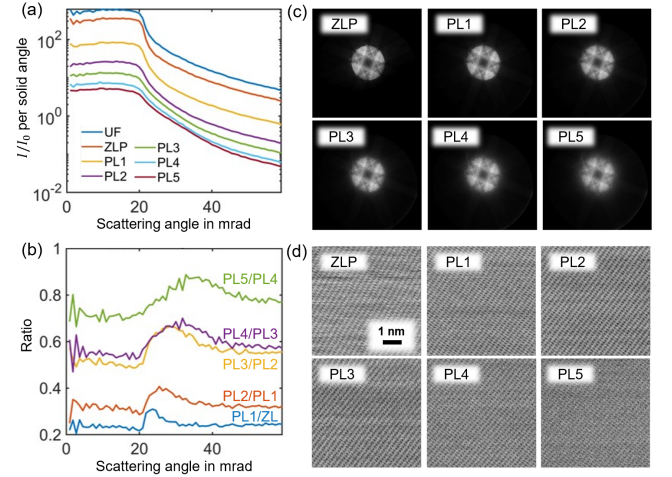 (a)
I/I0 per solid angle
10²
10⁰
10⁻²
UF
ZLP
PL1
PL2
PL3
PL4
PL5
0 20 40
Scattering angle in mrad
(b)
Ratio
1
0.8
0.6
0.4
0.2
PL5/PL4
PL4/PL3
PL3/PL2
PL2/PL1
PL1/ZL
0 20 40
Scattering angle in mrad
(c)
ZLP PL1 PL2
PL3 PL4 PL5
(d)
ZLP PL1 PL2
1 nm
PL3 PL4 PL5